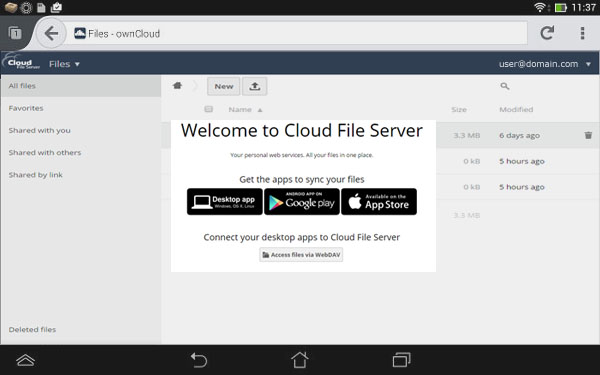 11:37
1
Files - ownCloud
Cloud
File Server
Files
user@domain.com
All files
Favorites
Shared with you
Shared with others
Shared by link
Deleted files
New
Name
Size
Modified
3.3 MB
6 days ago
0 kB
5 hours ago
0 kB
5 hours ago
3.3 MB
Welcome to Cloud File Server
Your personal web services. All your files in one place.
Get the apps to sync your files
Desktop app
Windows, OS X, Linux
ANDROID APP ON
Google play
Available on the
App Store
Connect your desktop apps to Cloud File Server
Access files via WebDAV